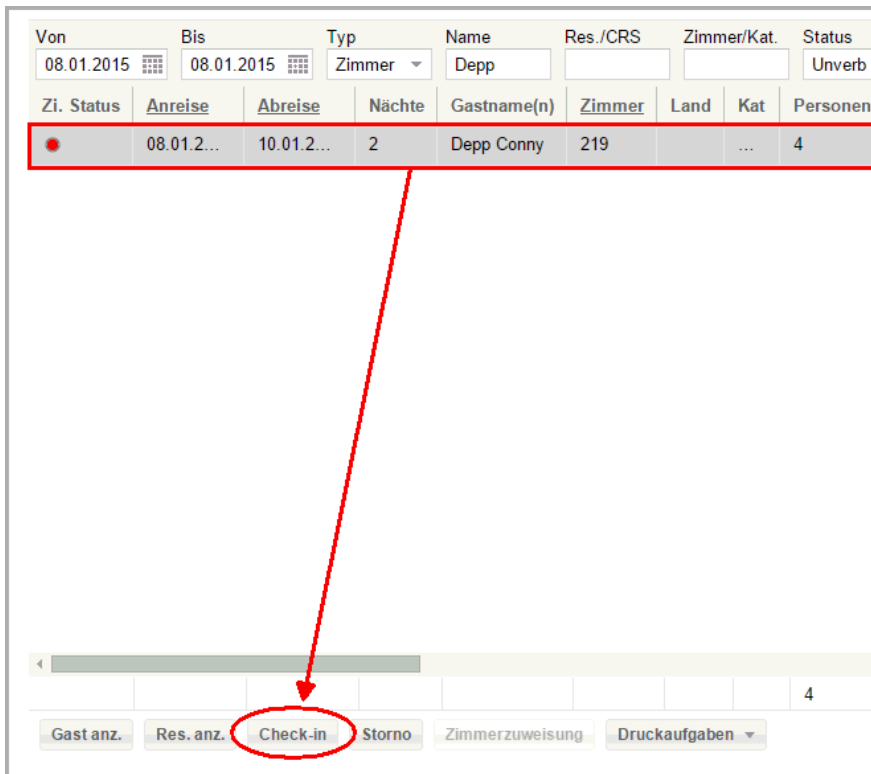 Von Bis Typ Name Res./CRS Zimmer/Kat. Status
08.01.2015 08.01.2015 Zimmer Depp Unverb
Zi. Status Anreise Abreise Nächte Gastname(n) Zimmer Land Kat Personen
08.01.2... 10.01.2... 2 Depp Conny 219 ... 4
4
Gast anz. Res. anz. Check-in Storno Zimmerzuweisung Druckaufgaben